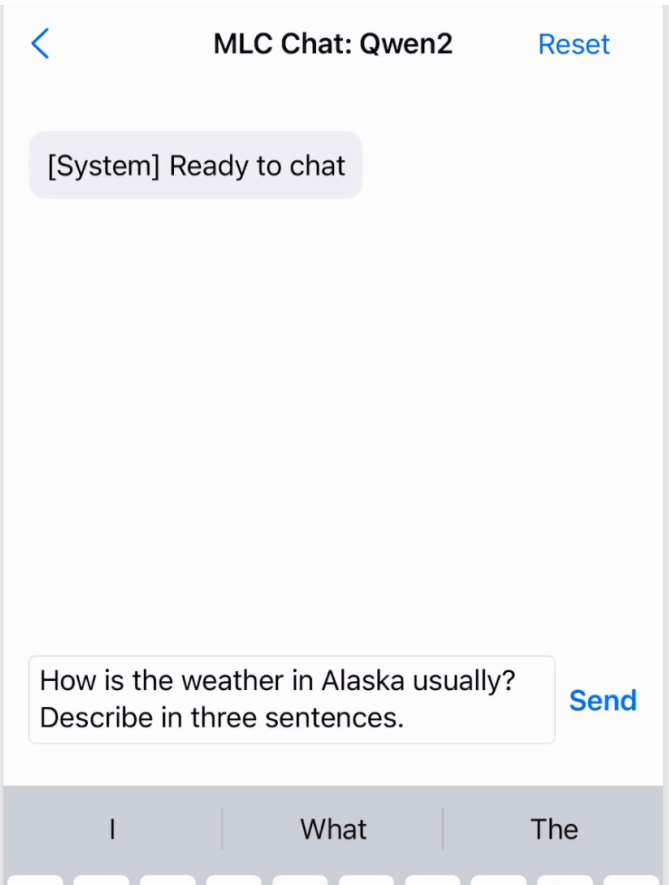 MLC Chat: Qwen2
Reset
[System] Ready to chat
How is the weather in Alaska usually?
Describe in three sentences.
Send
I
What
The